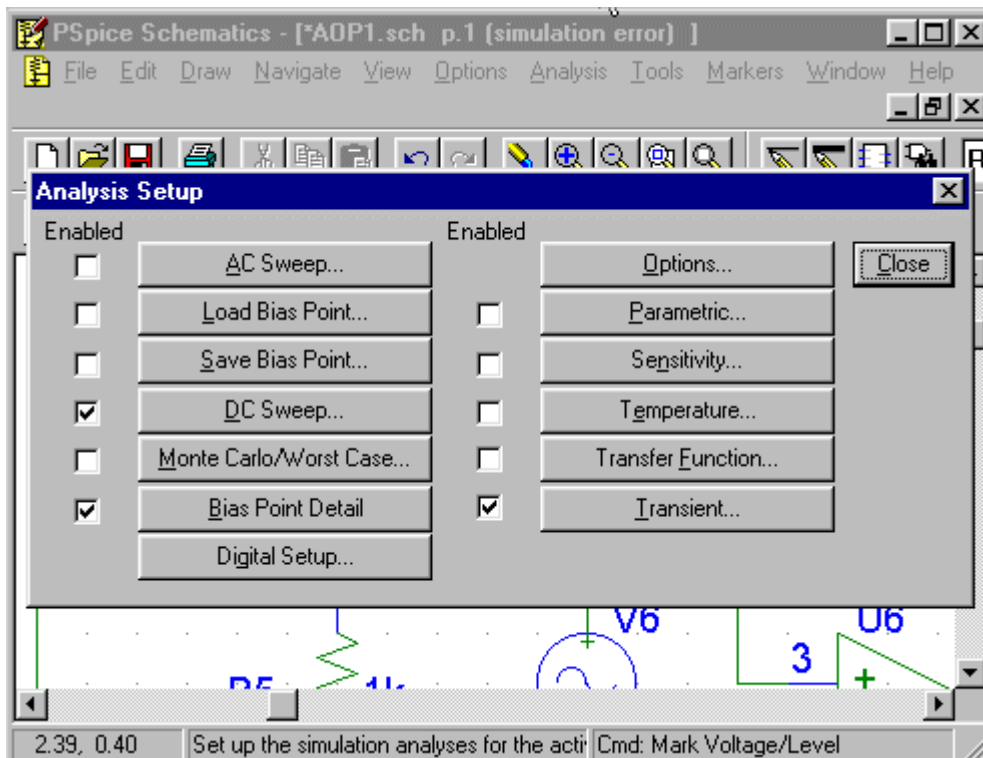 PSpice Schematics - [*AOP1.sch p.1 (simulation error) ]
File Edit Draw Navigate View Options Analysis Tools Markers Window Help
Analysis Setup
Enabled Enabled
AC Sweep... Options... Close
Load Bias Point... Parametric...
Save Bias Point... Sensitivity...
DC Sweep... Temperature...
Monte Carlo/Worst Case... Transfer Function...
Bias Point Detail Transient...
Digital Setup...
V6 U6
3
R5 1k
2.39, 0.40 Set up the simulation analyses for the acti Cmd: Mark Voltage/Level